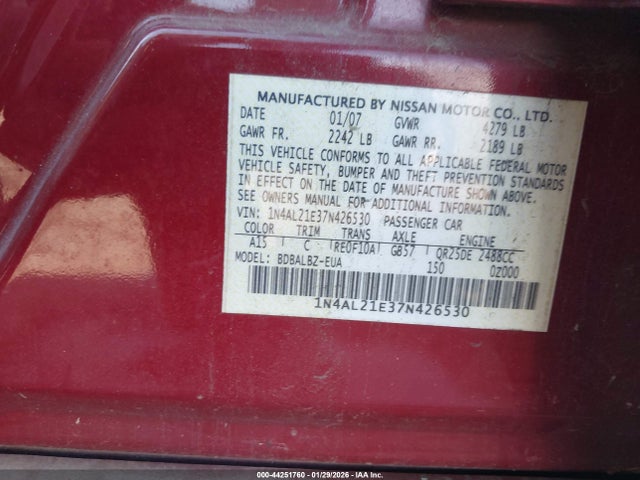 MANUFACTURED BY NISSAN MOTOR CO., LTD.
DATE 01/07 GVWR 4279 LB
GAWR FR. 2242 LB GAWR RR. 2189 LB
THIS VEHICLE CONFORMS TO ALL APPLICABLE FEDERAL MOTOR
VEHICLE SAFETY, BUMPER AND THEFT PREVENTION STANDARDS
IN EFFECT ON THE DATE OF MANUFACTURE SHOWN ABOVE.
SEE OWNERS MANUAL FOR ADDITIONAL INFORMATION.
VIN: 1N4AL21E37N426530 PASSENGER CAR
COLOR TRIM TRANS AXLE ENGINE
A15 C RE0F10A GB57 QR25DE 2488CC
MODEL: BDBALBZ-EUA 150 0Z000
1N4AL21E37N426530
000-44251760 - 01/29/2026 - IAA Inc.